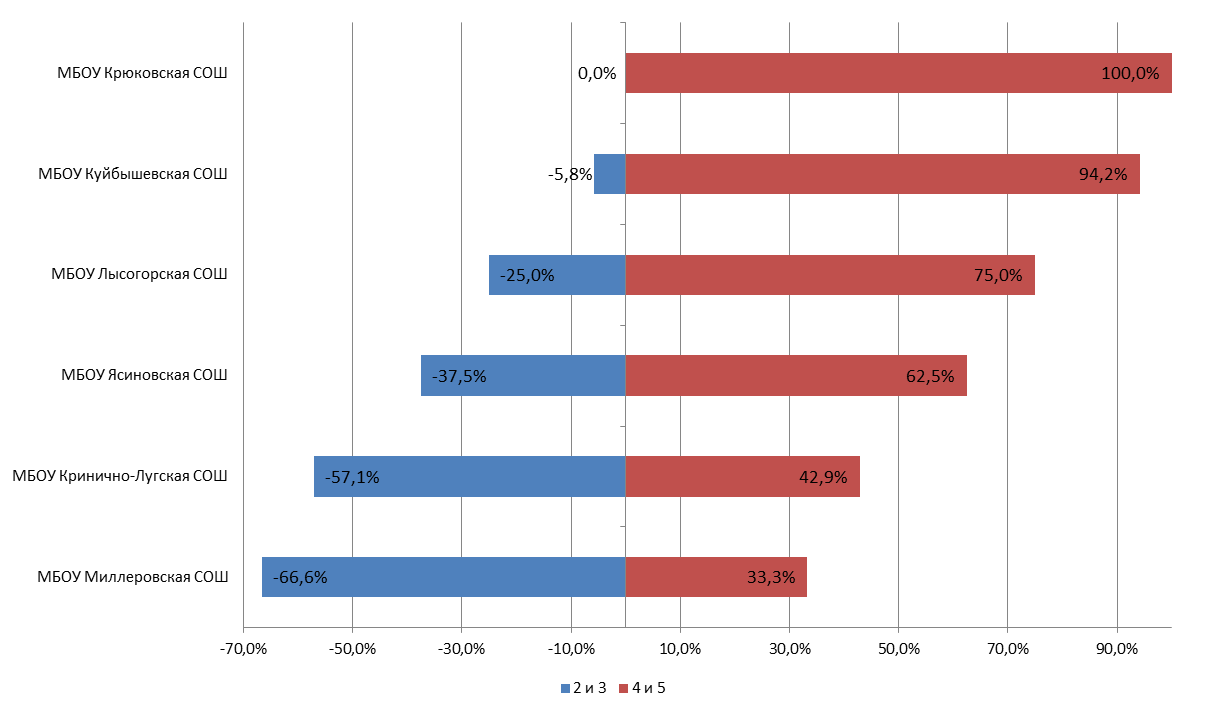 МБОУ Крюковская СОШ
0,0%
100,0%
МБОУ Куйбышевская СОШ
-5,8%
94,2%
МБОУ Лысогорская СОШ
-25,0%
75,0%
МБОУ Ясиновская СОШ
-37,5%
62,5%
МБОУ Кринично-Лугская СОШ
-57,1%
42,9%
МБОУ Миллеровская СОШ
-66,6%
33,3%
-70,0% -50,0% -30,0% -10,0% 10,0% 30,0% 50,0% 70,0% 90,0%
2 и 3 4 и 5